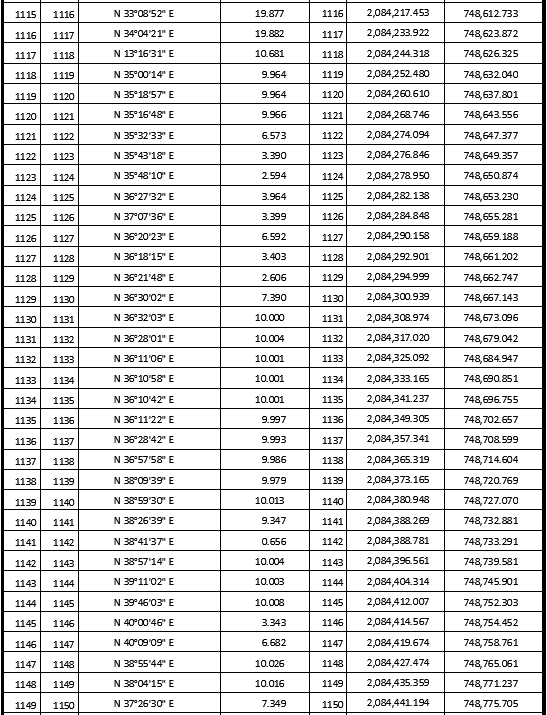 1115 1116 N 33°08'52" E 19.877 1116 2,084,217.453 748,612.733
1116 1117 N 34°04'21" E 19.882 1117 2,084,233.922 748,623.872
1117 1118 N 13°16'31" E 10.681 1118 2,084,244.318 748,626.325
1118 1119 N 35°00'14" E 9.964 1119 2,084,252.480 748,632.040
1119 1120 N 35°18'57" E 9.964 1120 2,084,260.610 748,637.801
1120 1121 N 35°16'48" E 9.966 1121 2,084,268.746 748,643.556
1121 1122 N 35°32'33" E 6.573 1122 2,084,274.094 748,647.377
1122 1123 N 35°43'18" E 3.390 1123 2,084,276.846 748,649.357
1123 1124 N 35°48'10" E 2.594 1124 2,084,278.950 748,650.874
1124 1125 N 36°27'32" E 3.964 1125 2,084,282.138 748,653.230
1125 1126 N 37°07'36" E 3.399 1126 2,084,284.848 748,655.281
1126 1127 N 36°20'23" E 6.592 1127 2,084,290.158 748,659.188
1127 1128 N 36°18'15" E 3.403 1128 2,084,292.901 748,661.202
1128 1129 N 36°21'48" E 2.606 1129 2,084,294.999 748,662.747
1129 1130 N 36°30'02" E 7.390 1130 2,084,300.939 748,667.143
1130 1131 N 36°32'03" E 10.000 1131 2,084,308.974 748,673.096
1131 1132 N 36°28'01" E 10.004 1132 2,084,317.020 748,679.042
1132 1133 N 36°11'06" E 10.001 1133 2,084,325.092 748,684.947
1133 1134 N 36°10'58" E 10.001 1134 2,084,333.165 748,690.851
1134 1135 N 36°10'42" E 10.001 1135 2,084,341.237 748,696.755
1135 1136 N 36°11'22" E 9.997 1136 2,084,349.305 748,702.657
1136 1137 N 36°28'42" E 9.993 1137 2,084,357.341 748,708.599
1137 1138 N 36°57'58" E 9.986 1138 2,084,365.319 748,714.604
1138 1139 N 38°09'39" E 9.979 1139 2,084,373.165 748,720.769
1139 1140 N 38°59'30" E 10.013 1140 2,084,380.948 748,727.070
1140 1141 N 38°26'39" E 9.347 1141 2,084,388.269 748,732.881
1141 1142 N 38°41'37" E 0.656 1142 2,084,388.781 748,733.291
1142 1143 N 38°57'14" E 10.004 1143 2,084,396.561 748,739.581
1143 1144 N 39°11'02" E 10.003 1144 2,084,404.314 748,745.901
1144 1145 N 39°46'03" E 10.008 1145 2,084,412.007 748,752.303
1145 1146 N 40°00'46" E 3.343 1146 2,084,414.567 748,754.452
1146 1147 N 40°09'09" E 6.682 1147 2,084,419.674 748,758.761
1147 1148 N 38°55'44" E 10.026 1148 2,084,427.474 748,765.061
1148 1149 N 38°04'15" E 10.016 1149 2,084,435.359 748,771.237
1149 1150 N 37°26'30" E 7.349 1150 2,084,441.194 748,775.705